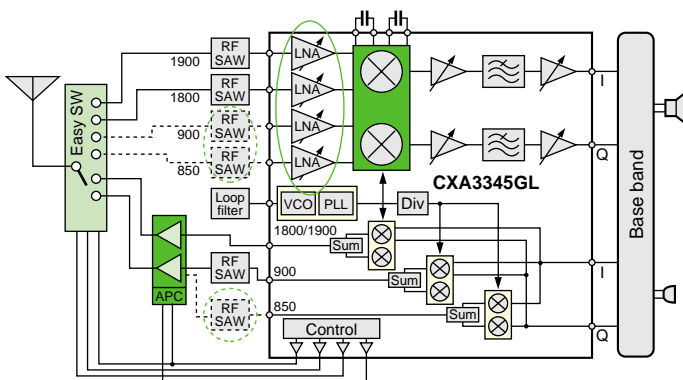 RF
SAW
1900
LNA
RF
SAW
1800
LNA
Easy SW
RF
SAW
900
LNA
RF
SAW
850
LNA
I
Q
CXA3345GL
Base band
Loop
filter
VCO
PLL
Div
1800/1900
Sum
RF
SAW
900
Sum
I
APC
RF
SAW
850
Sum
Control
Q